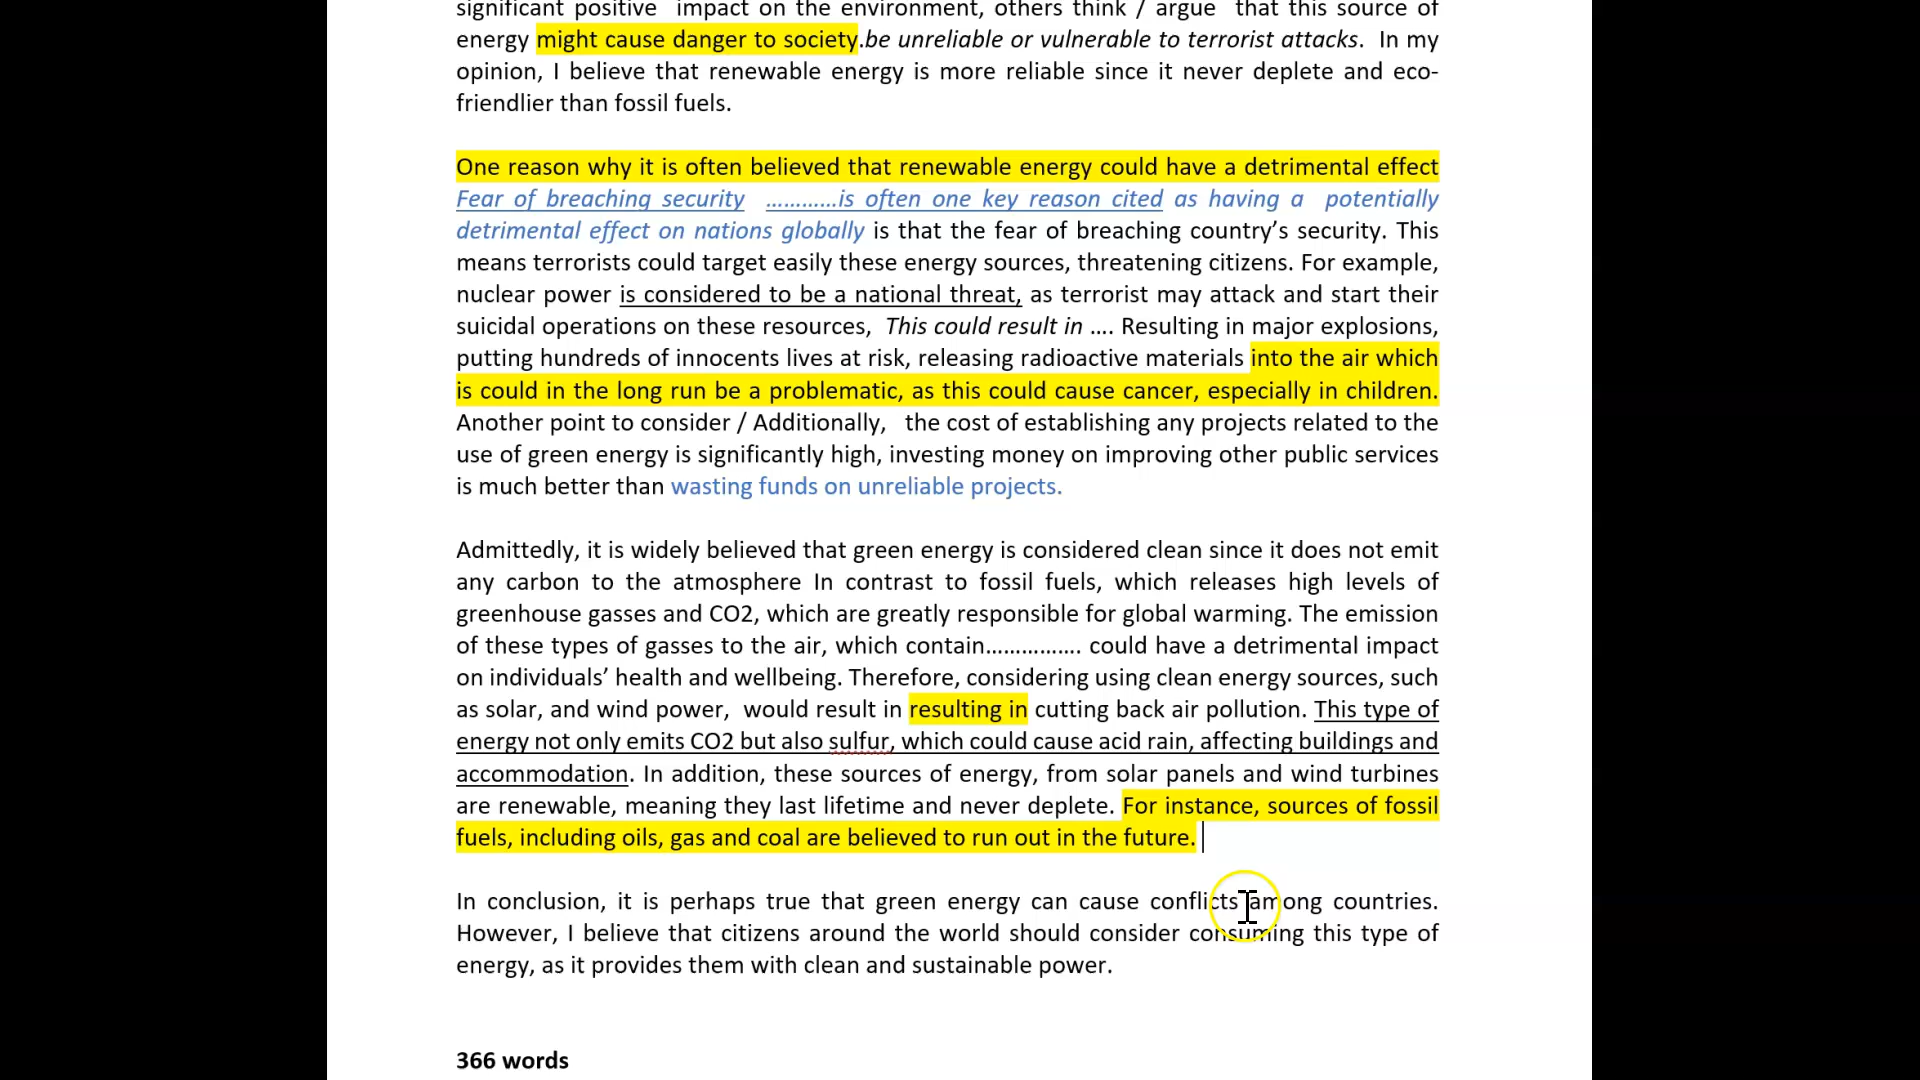 significant positive impact on the environment, others think / argue that this source of
energy might cause danger to society.be unreliable or vulnerable to terrorist attacks. In my
opinion, I believe that renewable energy is more reliable since it never deplete and eco-
friendlier than fossil fuels.
One reason why it is often believed that renewable energy could have a detrimental effect
Fear of breaching security …………is often one key reason cited as having a potentially
detrimental effect on nations globally is that the fear of breaching country’s security. This
means terrorists could target easily these energy sources, threatening citizens. For example,
nuclear power is considered to be a national threat, as terrorist may attack and start their
suicidal operations on these resources, This could result in …. Resulting in major explosions,
putting hundreds of innocents lives at risk, releasing radioactive materials into the air which
is could in the long run be a problematic, as this could cause cancer, especially in children.
Another point to consider / Additionally, the cost of establishing any projects related to the
use of green energy is significantly high, investing money on improving other public services
is much better than wasting funds on unreliable projects.
Admittedly, it is widely believed that green energy is considered clean since it does not emit
any carbon to the atmosphere In contrast to fossil fuels, which releases high levels of
greenhouse gasses and CO2, which are greatly responsible for global warming. The emission
of these types of gasses to the air, which contain……………. could have a detrimental impact
on individuals’ health and wellbeing. Therefore, considering using clean energy sources, such
as solar, and wind power, would result in resulting in cutting back air pollution. This type of
energy not only emits CO2 but also sulfur, which could cause acid rain, affecting buildings and
accommodation. In addition, these sources of energy, from solar panels and wind turbines
are renewable, meaning they last lifetime and never deplete. For instance, sources of fossil
fuels, including oils, gas and coal are believed to run out in the future.
In conclusion, it is perhaps true that green energy can cause conflicts among countries.
However, I believe that citizens around the world should consider consuming this type of
energy, as it provides them with clean and sustainable power.
366 words